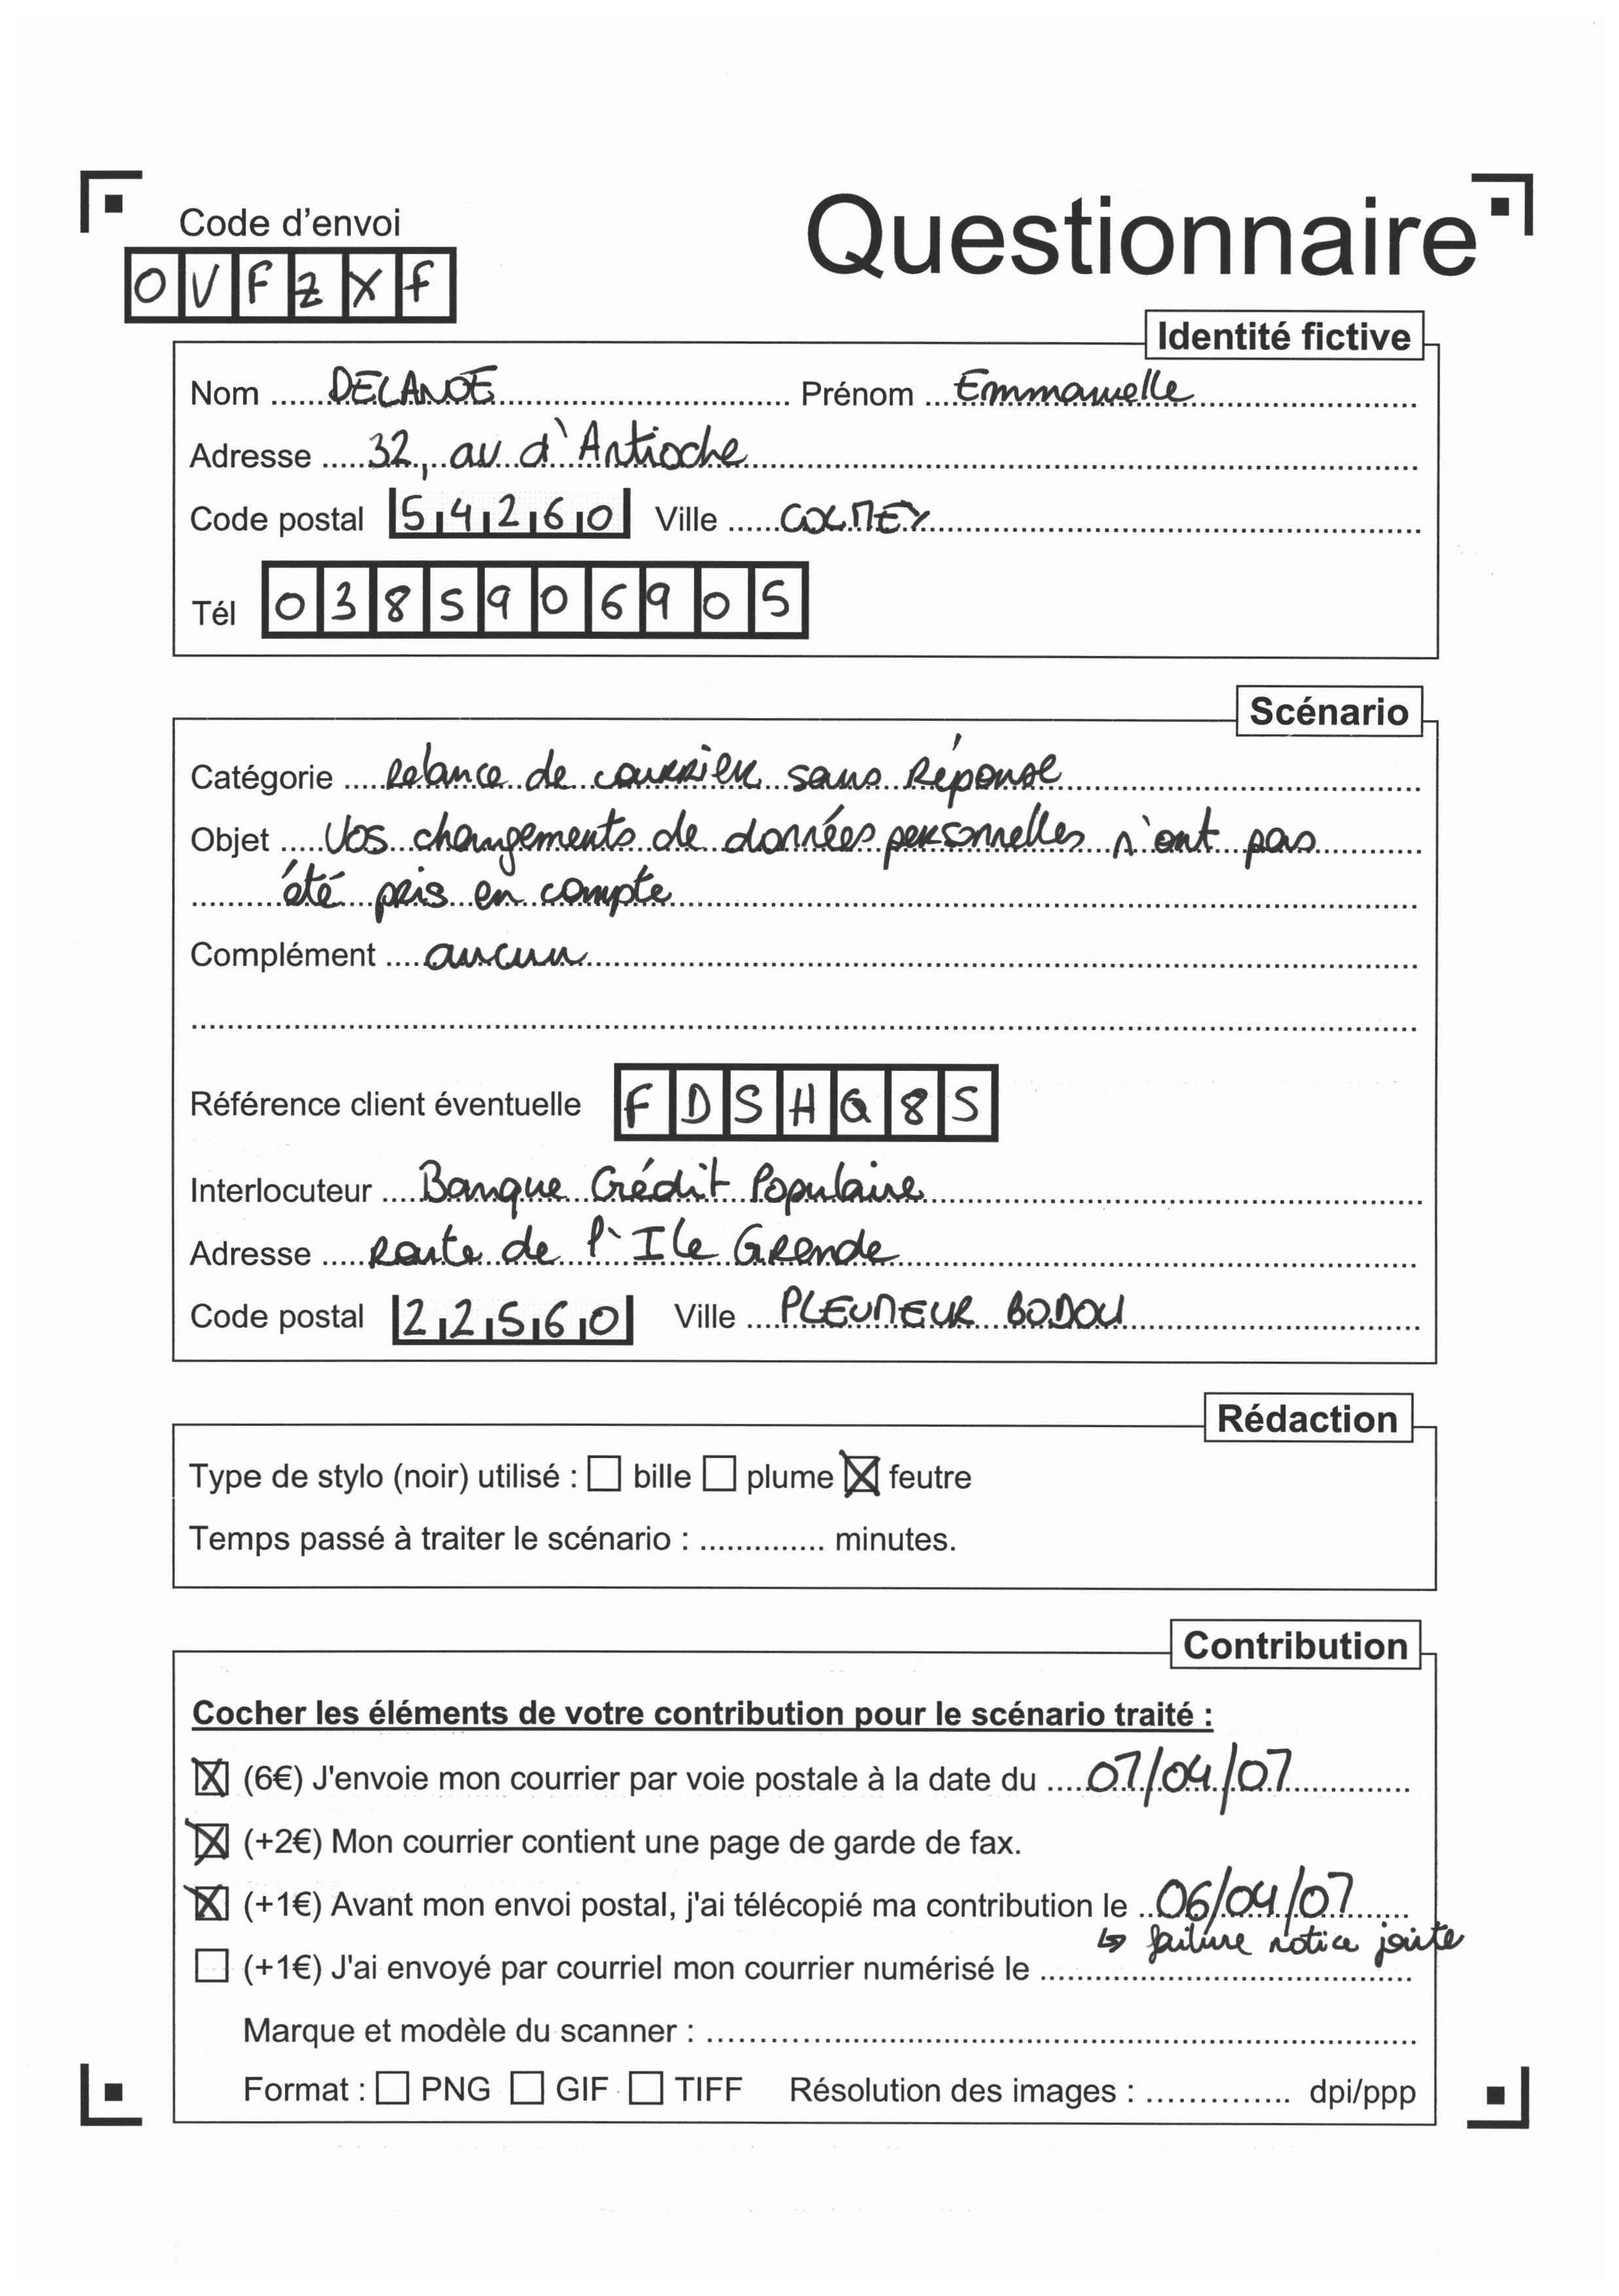 Code d'envoi
Questionnaire
OVFZXF
Identité fictive
Nom DELANOE Prénom Emmanuelle
Adresse 32, av d'Antioche
Code postal 54260 Ville COLMEY
Tél 0385906905
Scénario
Catégorie Relance de courrier sans Réponse
Objet Vos changements de données personnelles n'ont pas
été pris en compte
Complément aucun
Référence client éventuelle FDSHQ85
Interlocuteur Banque Crédit Populaire
Adresse Route de l'Ile Grande
Code postal 22560 Ville PLEUMEUR BODOU
Rédaction
Type de stylo (noir) utilisé : ☐ bille ☐ plume ☒ feutre
Temps passé à traiter le scénario : .............. minutes.
Contribution
Cocher les éléments de votre contribution pour le scénario traité :
☒ (6€) J'envoie mon courrier par voie postale à la date du 07/04/07
☒ (+2€) Mon courrier contient une page de garde de fax.
☒ (+1€) Avant mon envoi postal, j'ai télécopié ma contribution le 06/04/07
↳ failure notice jointe
☐ (+1€) J'ai envoyé par courriel mon courrier numérisé le
Marque et modèle du scanner :
Format : ☐ PNG ☐ GIF ☐ TIFF Résolution des images : .............. dpi/ppp